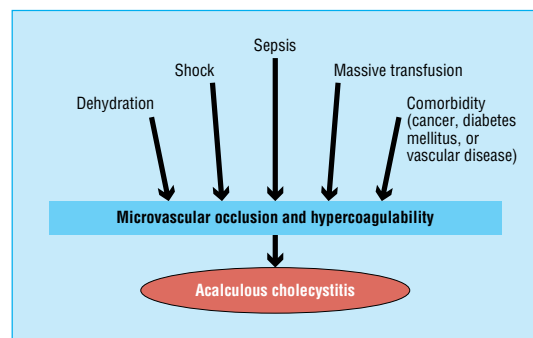 Sepsis
Shock
Massive transfusion
Dehydration
Comorbidity
(cancer, diabetes
mellitus, or
vascular disease)
Microvascular occlusion and hypercoagulability
Acalculous cholecystitis